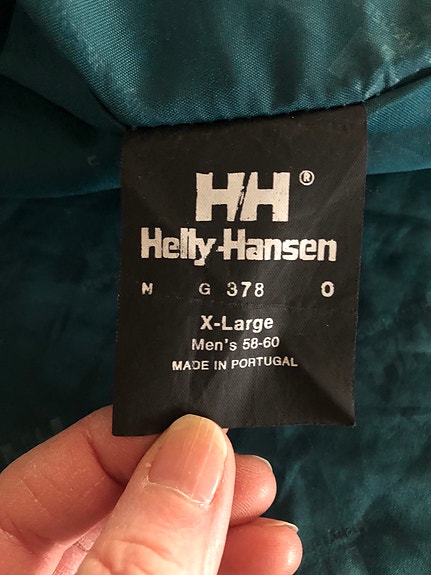 HH®
Helly-Hansen
N G 378 O
X-Large
Men's 58-60
MADE IN PORTUGAL